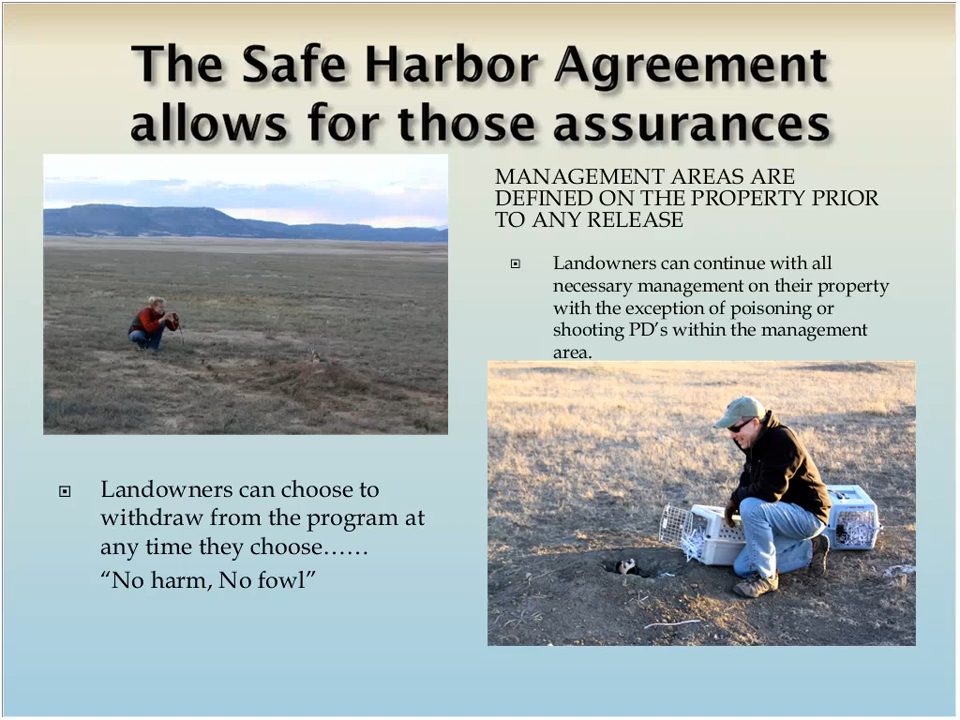 The Safe Harbor Agreement
allows for those assurances
MANAGEMENT AREAS ARE
DEFINED ON THE PROPERTY PRIOR
TO ANY RELEASE
Landowners can continue with all
necessary management on their property
with the exception of poisoning or
shooting PD’s within the management
area.
Landowners can choose to
withdraw from the program at
any time they choose……
“No harm, No fowl”